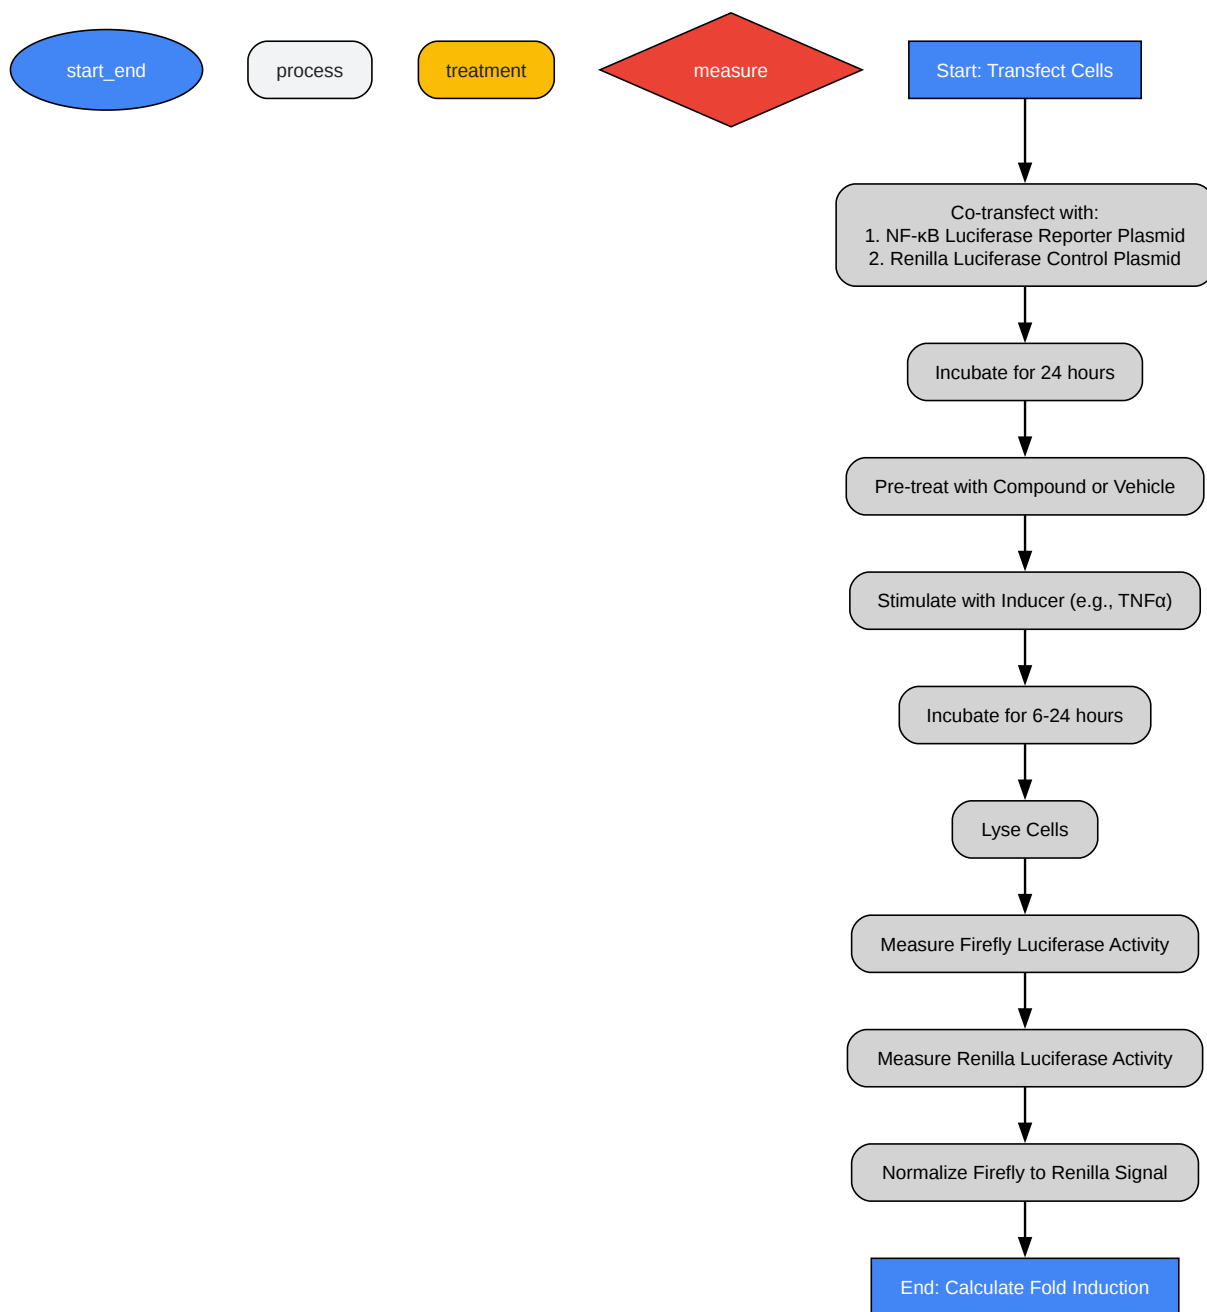 start_end
process
treatment
measure
Start: Transfect Cells
Co-transfect with:
1. NF-κB Luciferase Reporter Plasmid
2. Renilla Luciferase Control Plasmid
Incubate for 24 hours
Pre-treat with Compound or Vehicle
Stimulate with Inducer (e.g., TNFα)
Incubate for 6-24 hours
Lyse Cells
Measure Firefly Luciferase Activity
Measure Renilla Luciferase Activity
Normalize Firefly to Renilla Signal
End: Calculate Fold Induction